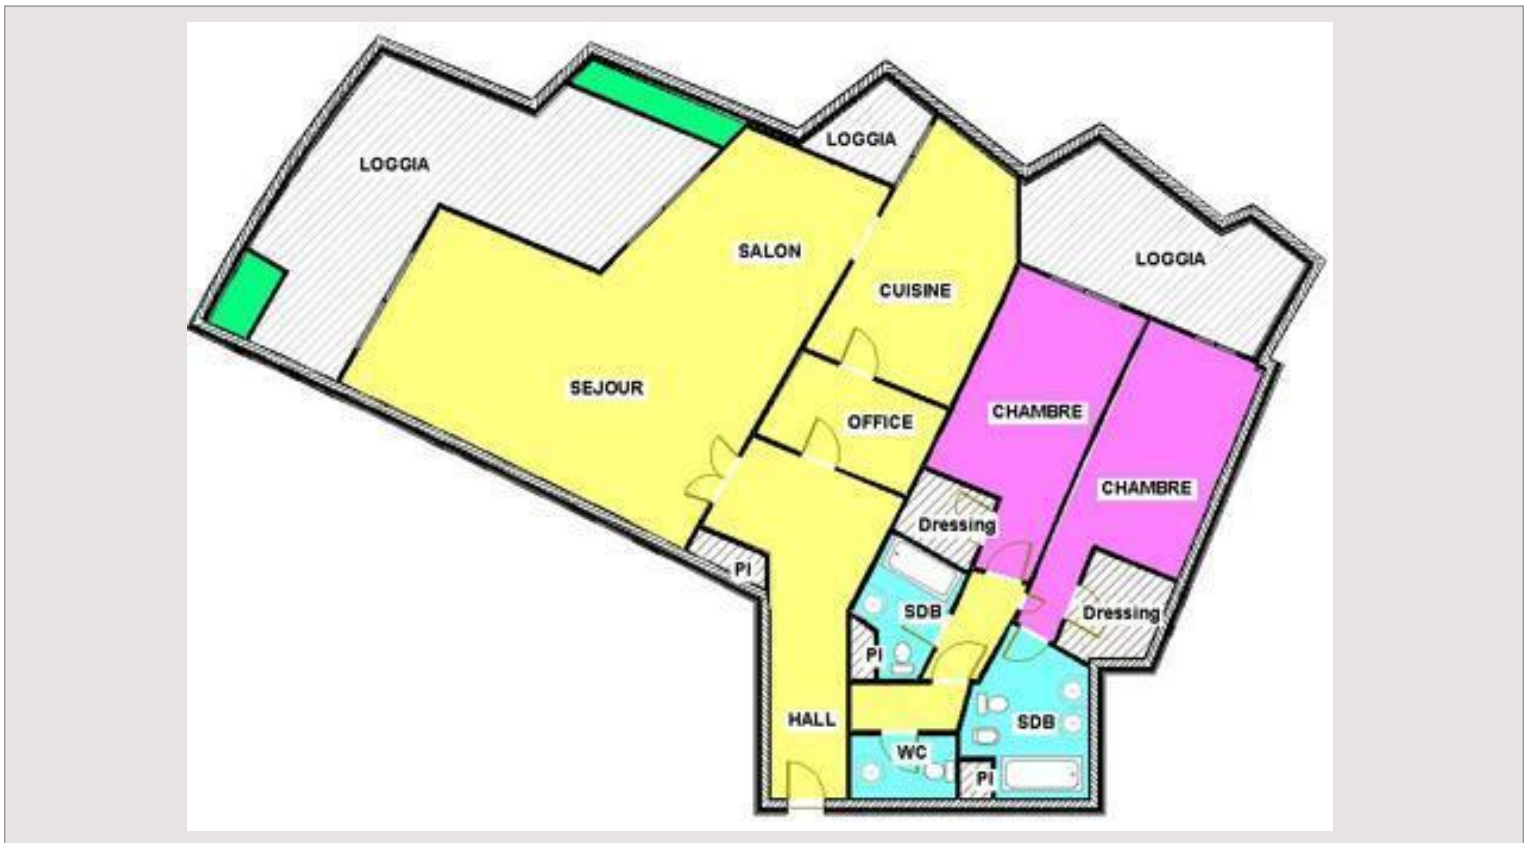 LOGGIA
LOGGIA
SALON
LOGGIA
CUISINE
SEJOUR
CHAMBRE
OFFICE
CHAMBRE
Dressing
PI
SDB
Dressing
PI
HALL
SDB
WC
PI